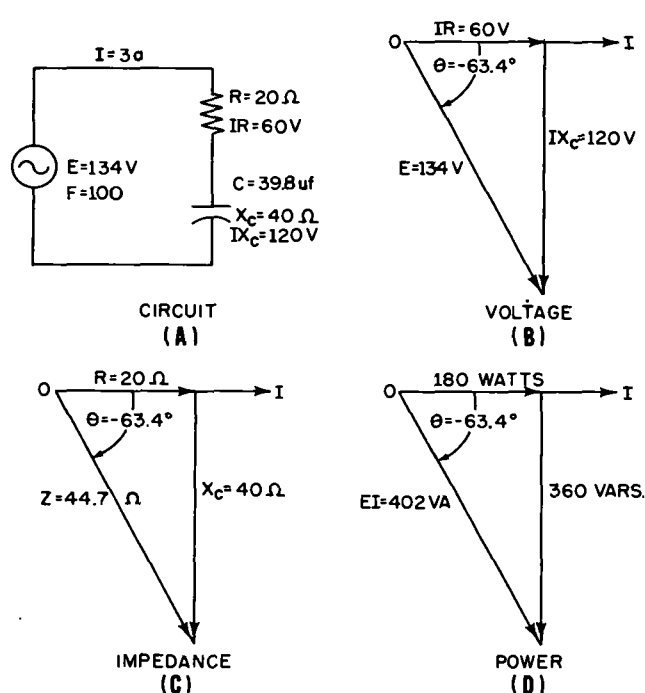 I=3a
R=20Ω
IR=60V
E=134V
F=100
C=39.8uf
XC=40Ω
IXC=120V
CIRCUIT
(A)
IR=60V
O
I
θ=-63.4°
E=134V
IXC=120V
VOLTAGE
(B)
R=20Ω
O
I
θ=-63.4°
Z=44.7 Ω
XC=40Ω
IMPEDANCE
(C)
180 WATTS
O
I
θ=-63.4°
EI=402VA
360 VARS.
POWER
(D)